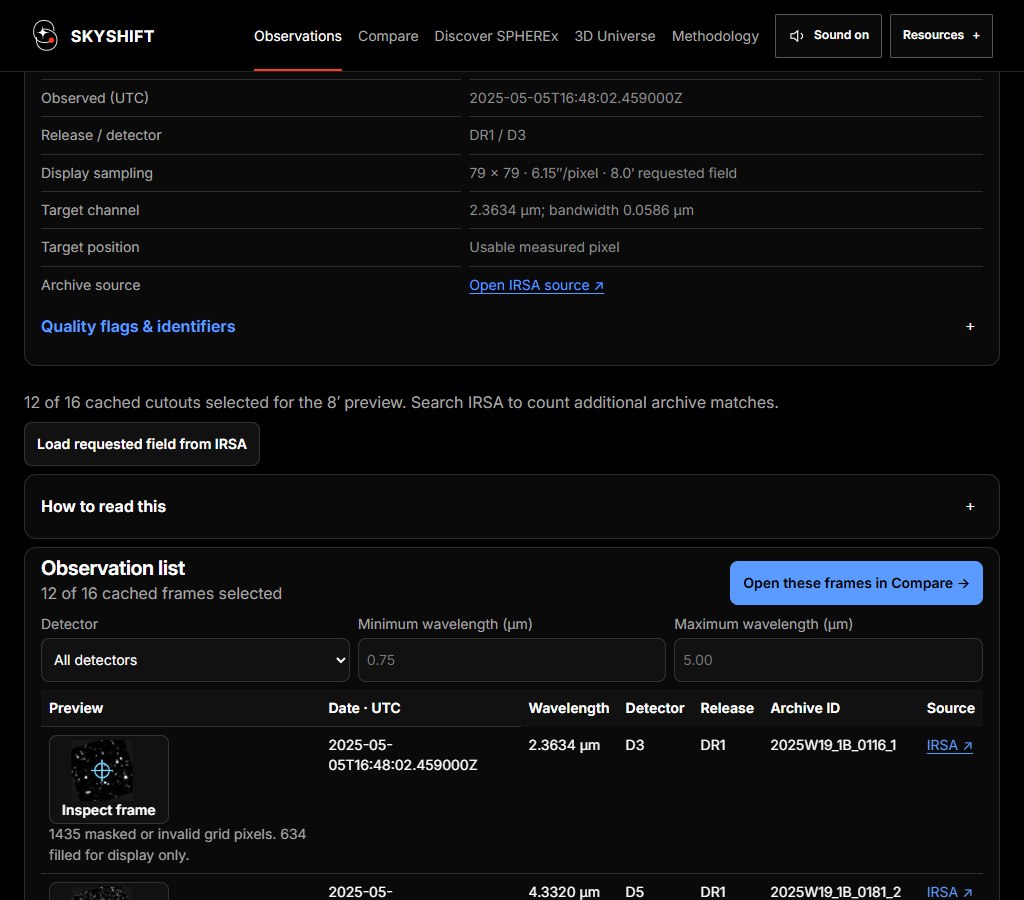 SKYSHIFT
Observations Compare Discover SPHEREx 3D Universe Methodology Sound on Resources +
Observed (UTC) 2025-05-05T16:48:02.459000Z
Release / detector DR1 / D3
Display sampling 79 × 79 · 6.15″/pixel · 8.0′ requested field
Target channel 2.3634 µm; bandwidth 0.0586 µm
Target position Usable measured pixel
Archive source Open IRSA source ↗
Quality flags & identifiers +
12 of 16 cached cutouts selected for the 8′ preview. Search IRSA to count additional archive matches.
Load requested field from IRSA
How to read this +
Observation list
12 of 16 cached frames selected
Open these frames in Compare →
Detector Minimum wavelength (µm) Maximum wavelength (µm)
All detectors 0.75 5.00
Preview Date · UTC Wavelength Detector Release Archive ID Source
2025-05-
05T16:48:02.459000Z
2.3634 µm D3 DR1 2025W19_1B_0116_1 IRSA ↗
Inspect frame
1435 masked or invalid grid pixels. 634
filled for display only.
2025-05- 4.3320 µm D5 DR1 2025W19_1B_0181_2 IRSA ↗